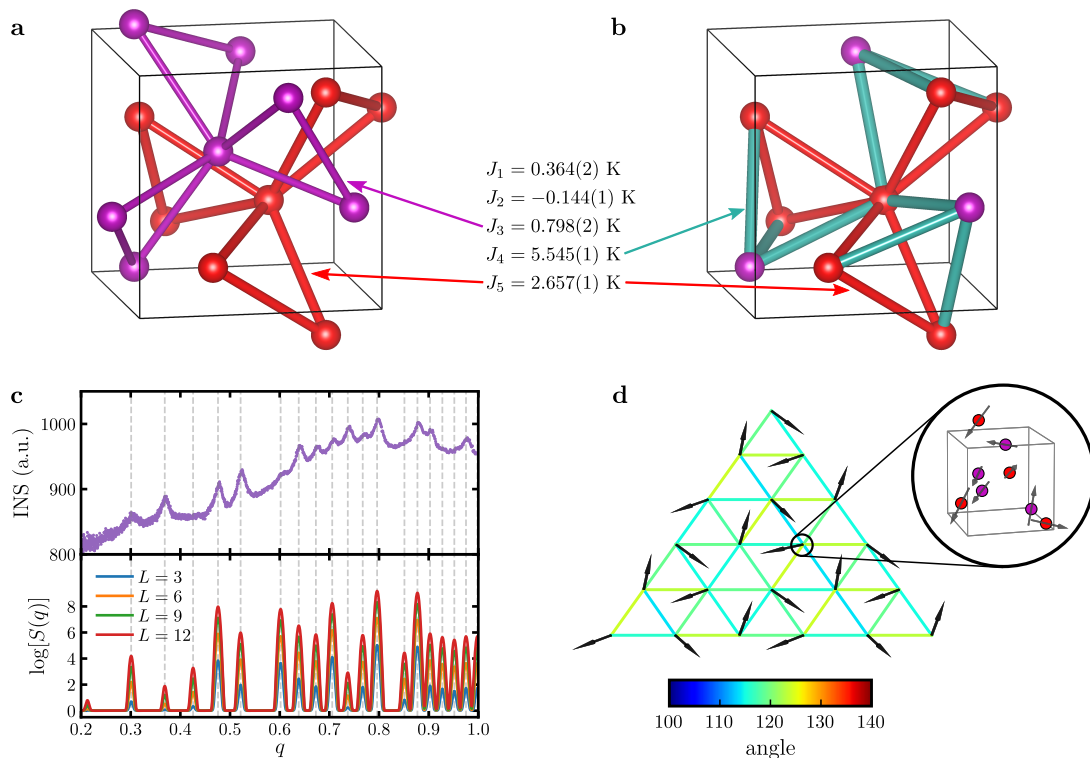 a
b
J₁ = 0.364(2) K
J₂ = −0.144(1) K
J₃ = 0.798(2) K
J₄ = 5.545(1) K
J₅ = 2.657(1) K
c
INS (a.u.)
1000
900
800
L = 3
L = 6
L = 9
L = 12
log[S(q)]
8
6
4
2
0
0.2 0.3 0.4 0.5 0.6 0.7 0.8 0.9 1.0
q
d
100 110 120 130 140
angle